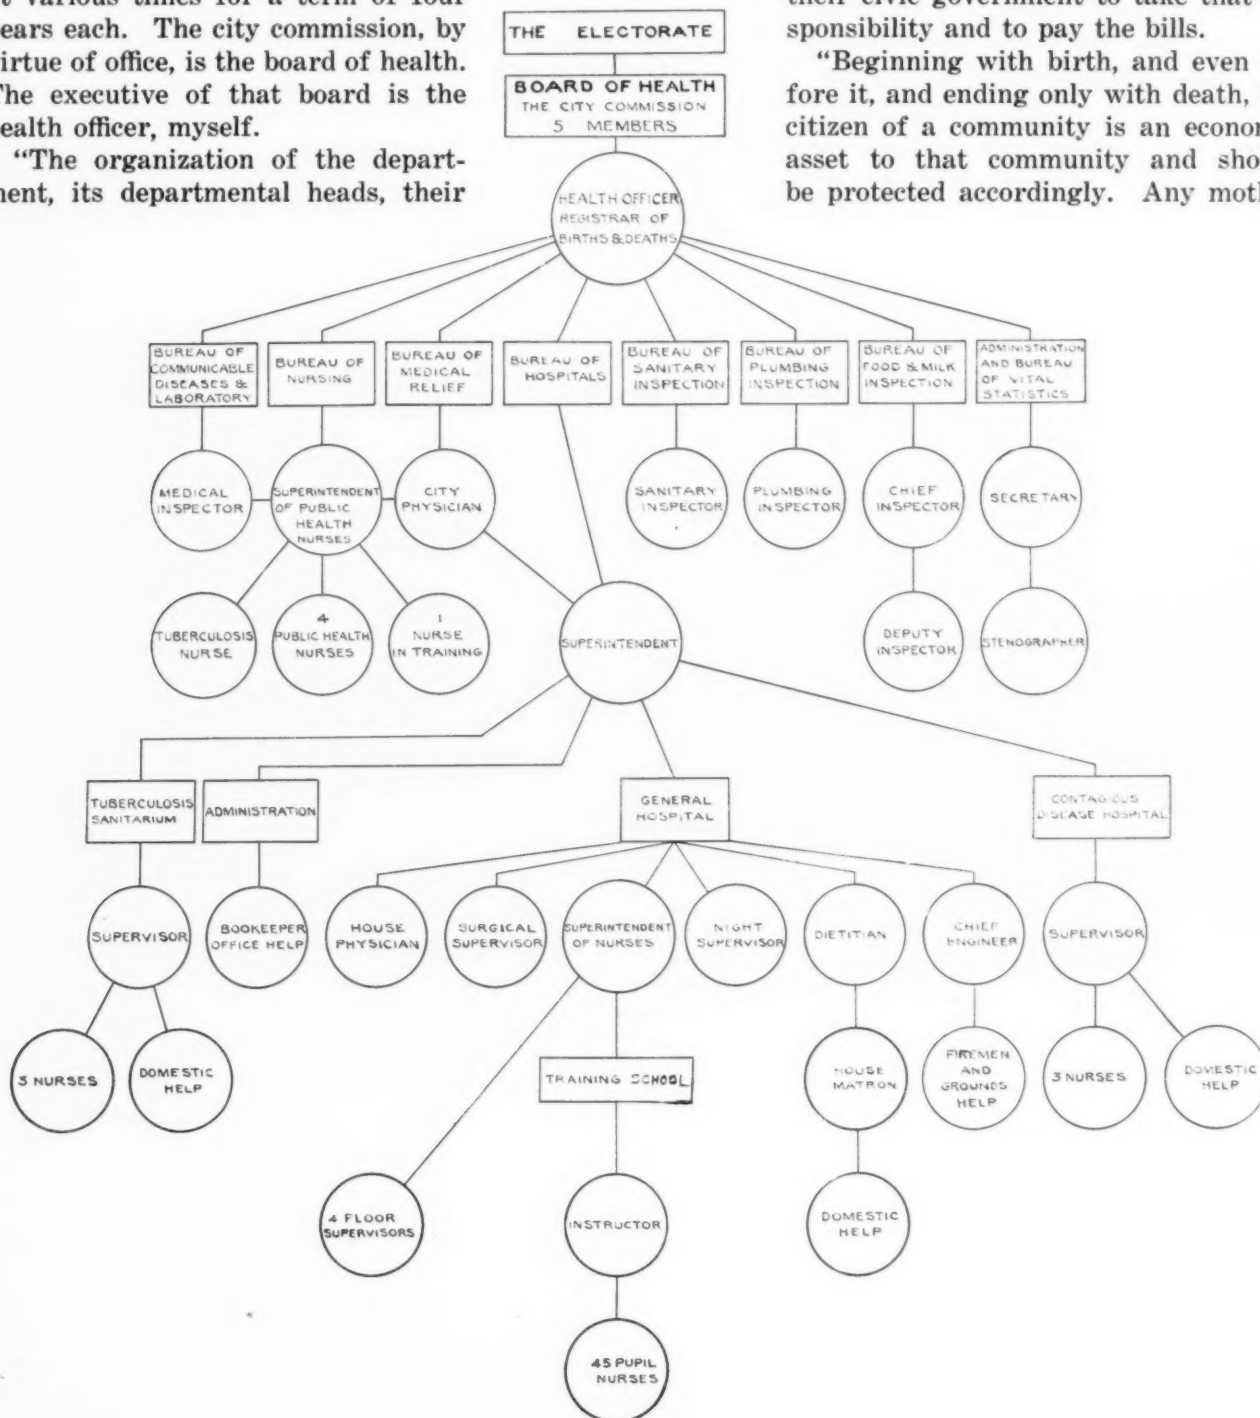 t various times for a term of four
ears each. The city commission, by
irtue of office, is the board of health.
The executive of that board is the
ealth officer, myself.
"The organization of the depart-
ment, its departmental heads, their
their civic government to take that
sponsibility and to pay the bills.
"Beginning with birth, and even
fore it, and ending only with death,
citizen of a community is an econom
asset to that community and sho
be protected accordingly. Any moth
THE ELECTORATE
BOARD OF HEALTH
THE CITY COMMISSION
5 MEMBERS
HEALTH OFFICER
REGISTRAR OF
BIRTHS & DEATHS
BUREAU OF
COMMUNICABLE
DISEASES &
LABORATORY
BUREAU OF
NURSING
BUREAU OF
MEDICAL
RELIEF
BUREAU OF
HOSPITALS
BUREAU OF
SANITARY
INSPECTION
BUREAU OF
PLUMBING
INSPECTION
BUREAU OF
FOOD & MILK
INSPECTION
ADMINISTRATION
AND BUREAU
OF VITAL
STATISTICS
MEDICAL
INSPECTOR
SUPERINTENDENT
OF PUBLIC
HEALTH
NURSES
CITY
PHYSICIAN
SANITARY
INSPECTOR
PLUMBING
INSPECTOR
CHIEF
INSPECTOR
SECRETARY
TUBERCULOSIS
NURSE
4
PUBLIC HEALTH
NURSES
1
NURSE
IN TRAINING
SUPERINTENDENT
DEPUTY
INSPECTOR
STENOGRAPHER
TUBERCULOSIS
SANITARIUM
ADMINISTRATION
GENERAL
HOSPITAL
CONTAGIOUS
DISEASE HOSPITAL
SUPERVISOR
BOOKEEPER
OFFICE HELP
HOUSE
PHYSICIAN
SURGICAL
SUPERVISOR
SUPERINTENDENT
OF NURSES
NIGHT
SUPERVISOR
DIETITIAN
CHIEF
ENGINEER
SUPERVISOR
3 NURSES
DOMESTIC
HELP
TRAINING SCHOOL
HOUSE
MATRON
FIREMEN
AND
GROUNDS
HELP
3 NURSES
DOMESTIC
HELP
4 FLOOR
SUPERVISORS
INSTRUCTOR
DOMESTIC
HELP
45 PUPIL
NURSES